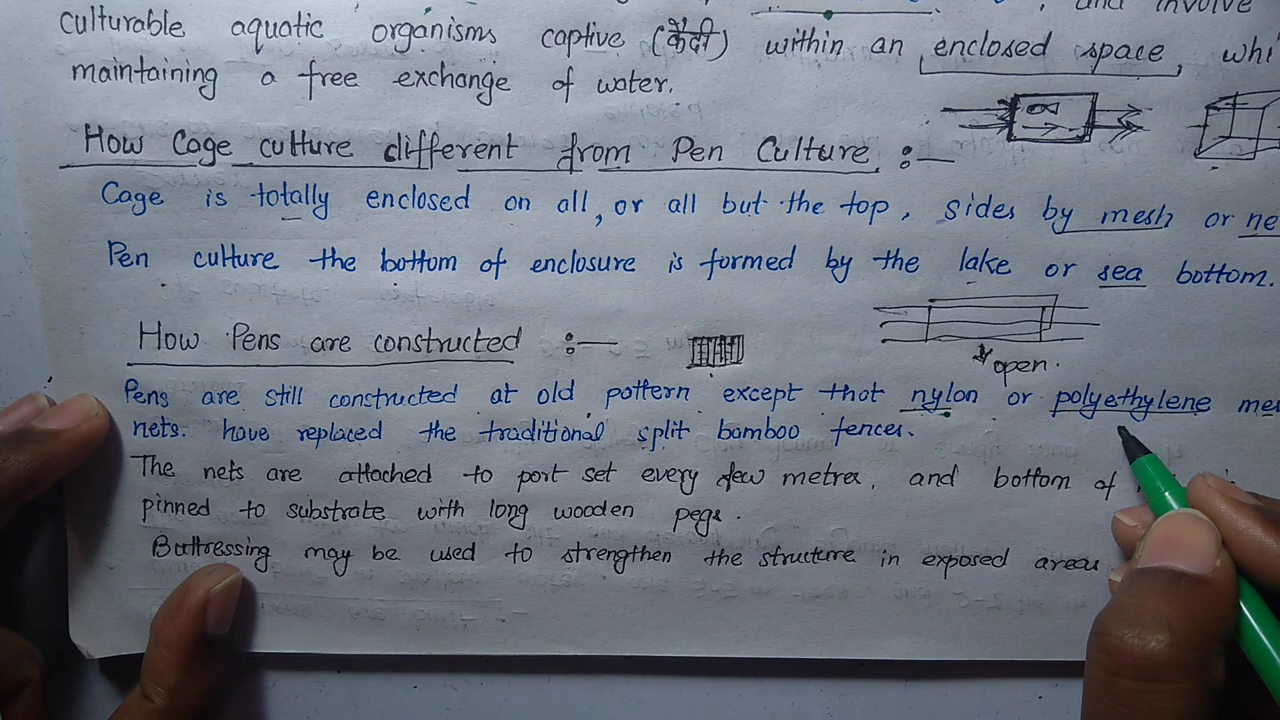 and involve
culturable aquatic organisms captive (कैदी) within an enclosed space, whi
maintaining a free exchange of water.
How Cage culture different from Pen Culture :—
Cage is totally enclosed on all, or all but the top, sides by mesh or ne
Pen culture the bottom of enclosure is formed by the lake or sea bottom.
How Pens are constructed :—
open.
Pens are still constructed at old pattern except that nylon or polyethylene mes
nets. have replaced the traditional split bamboo fences.
The nets are attached to port set every few metra, and bottom of
pinned to substrate with long wooden pegs.
Buttressing may be used to strengthen the structure in exposed areas